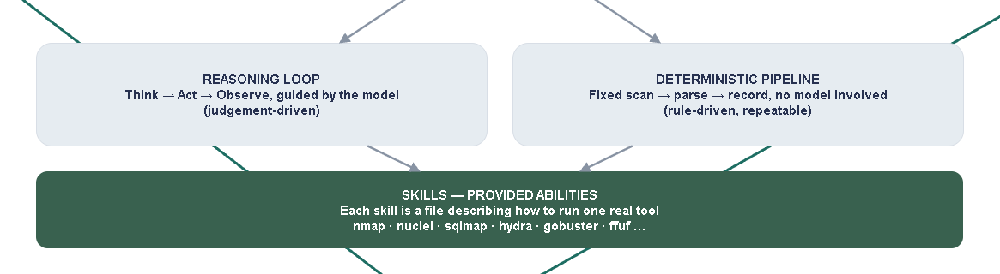 REASONING LOOP
Think → Act → Observe, guided by the model
(judgement-driven)
DETERMINISTIC PIPELINE
Fixed scan → parse → record, no model involved
(rule-driven, repeatable)
SKILLS — PROVIDED ABILITIES
Each skill is a file describing how to run one real tool
nmap · nuclei · sqlmap · hydra · gobuster · ffuf ...